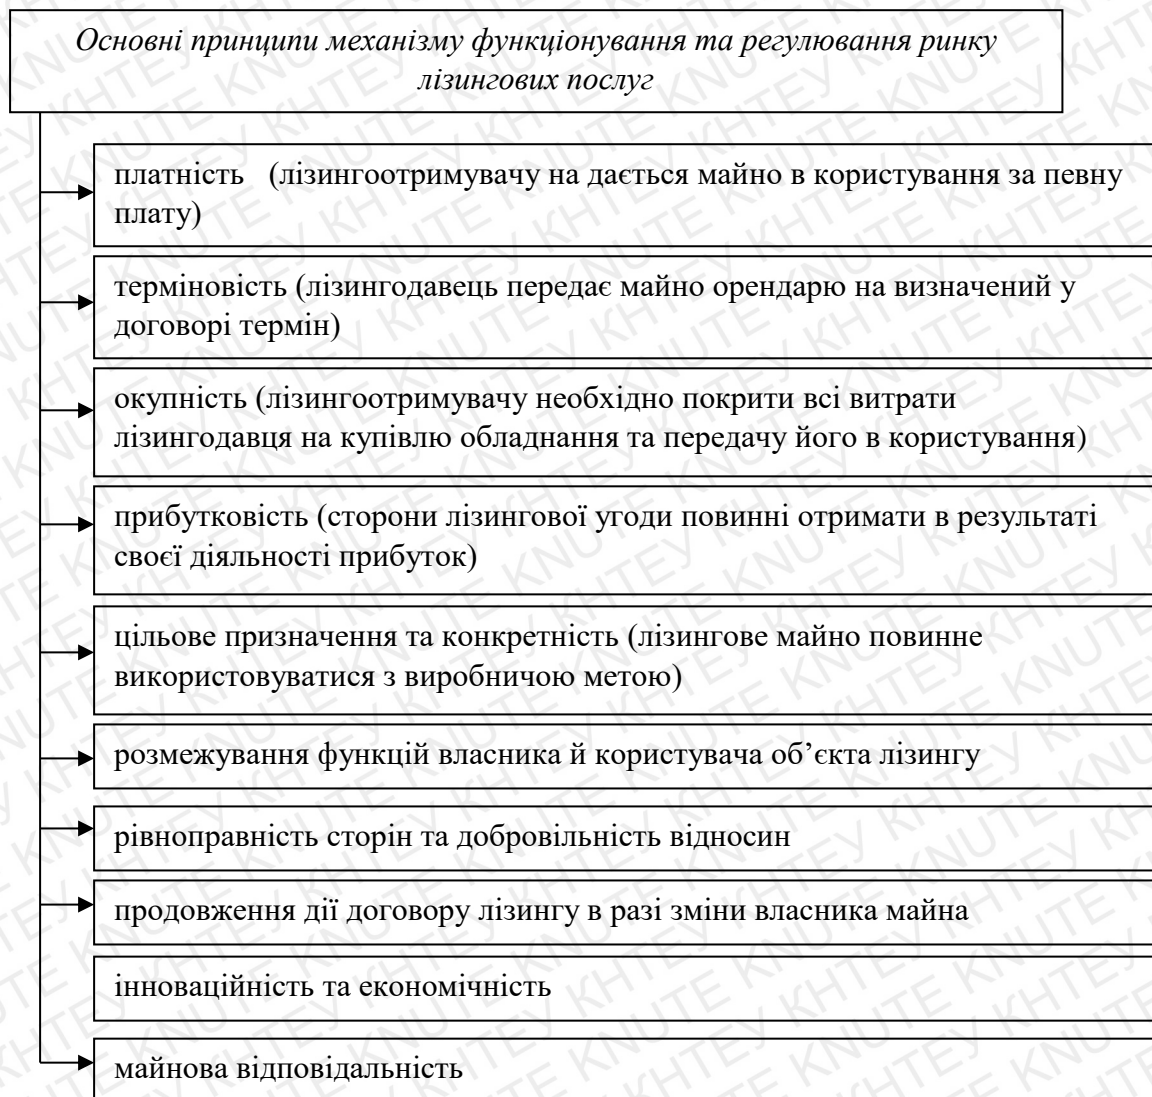 Основні принципи механізму функціонування та регулювання ринку
лізингових послуг
платність (лізингоотримувачу на дається майно в користування за певну
плату)
терміновість (лізингодавець передає майно орендарю на визначений у
договорі термін)
окупність (лізингоотримувачу необхідно покрити всі витрати
лізингодавця на купівлю обладнання та передачу його в користування)
прибутковість (сторони лізингової угоди повинні отримати в результаті
своєї діяльності прибуток)
цільове призначення та конкретність (лізингове майно повинне
використовуватися з виробничою метою)
розмежування функцій власника й користувача об’єкта лізингу
рівноправність сторін та добровільність відносин
продовження дії договору лізингу в разі зміни власника майна
інноваційність та економічність
майнова відповідальність